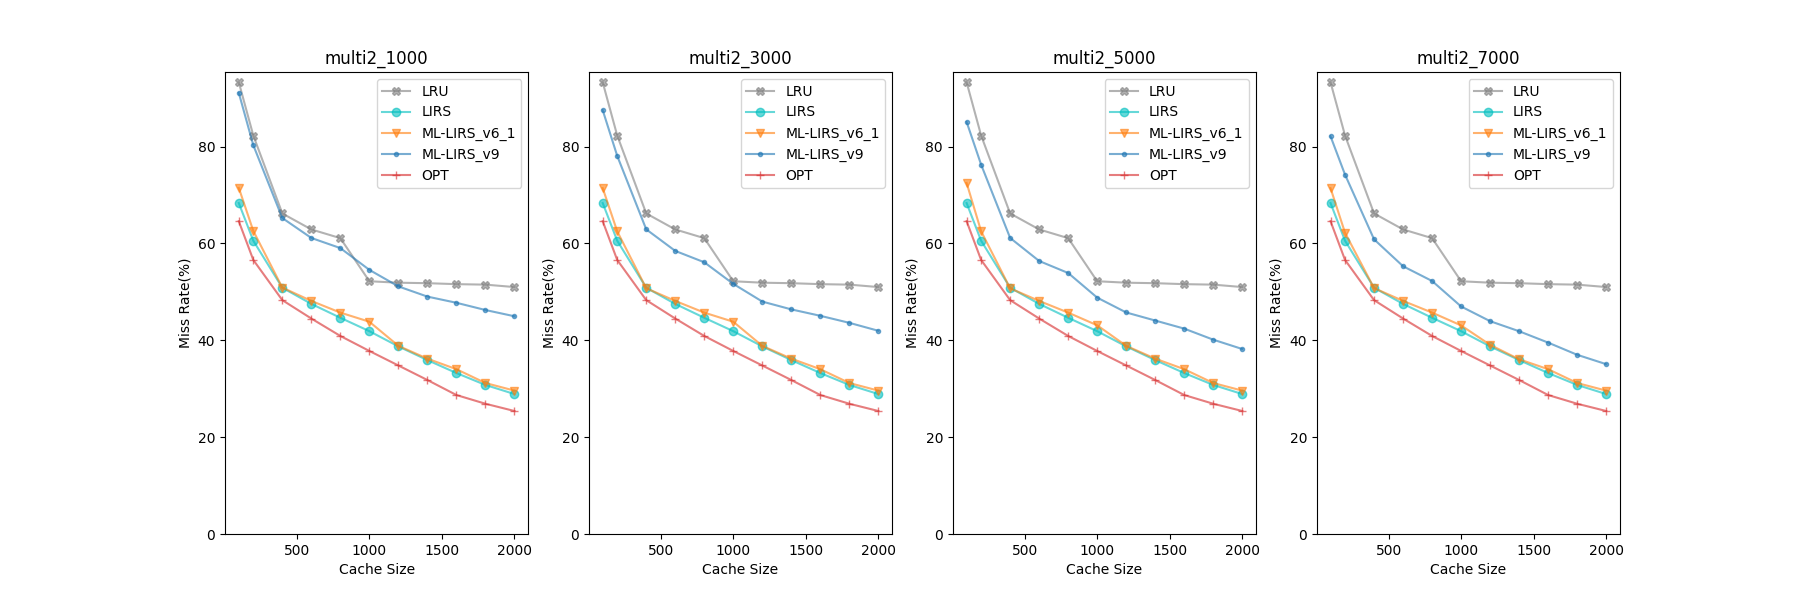 multi2_1000
LRU
LIRS
ML-LIRS_v6_1
ML-LIRS_v9
OPT
Miss Rate(%)
80
60
40
20
0
500 1000 1500 2000
Cache Size
multi2_3000
LRU
LIRS
ML-LIRS_v6_1
ML-LIRS_v9
OPT
Miss Rate(%)
80
60
40
20
0
500 1000 1500 2000
Cache Size
multi2_5000
LRU
LIRS
ML-LIRS_v6_1
ML-LIRS_v9
OPT
Miss Rate(%)
80
60
40
20
0
500 1000 1500 2000
Cache Size
multi2_7000
LRU
LIRS
ML-LIRS_v6_1
ML-LIRS_v9
OPT
Miss Rate(%)
80
60
40
20
0
500 1000 1500 2000
Cache Size